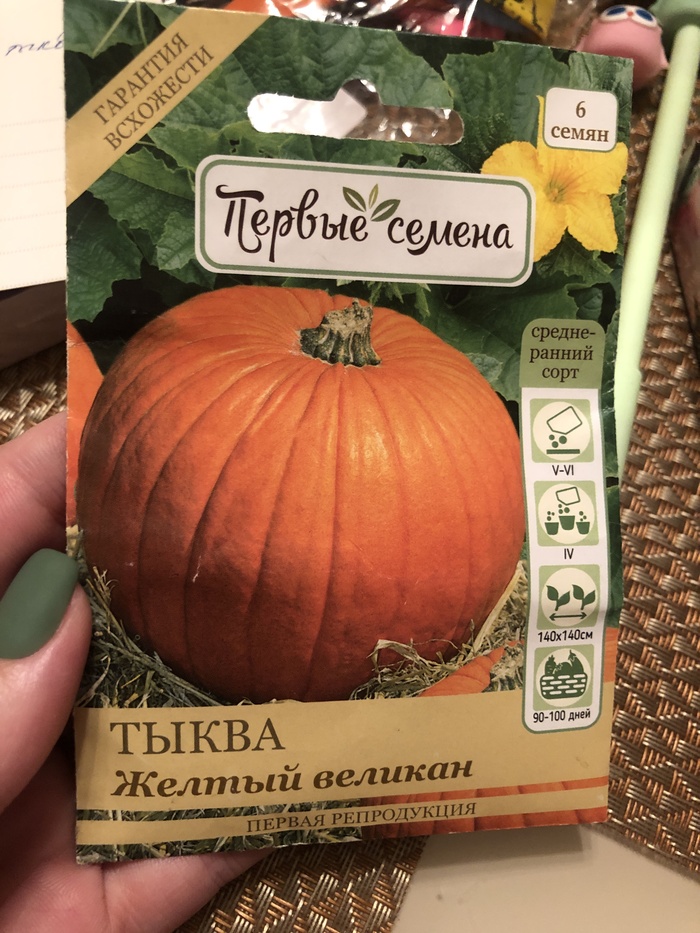 ГАРАНТИЯ
ВСХОЖЕСТИ
6
семян
Первые семена
средне-
ранний
сорт
V-VI
IV
140х140см
90-100 дней
ТЫКВА
Желтый великан
ПЕРВАЯ РЕПРОДУКЦИЯ